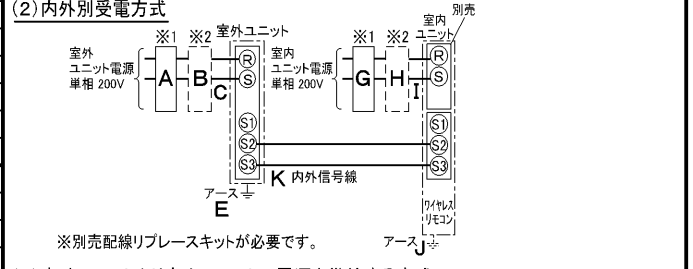 (2)内外別受電方式
別売
※1 ※2 室外ユニット
※1 ※2
室内
ユニット
室外
ユニット電源
単相 200V
A
B
C
R
S
室内
ユニット電源
単相 200V
G
H
I
R
S
S1
S2
S3
S1
S2
S3
K 内外信号線
アース
E
ワイヤレス
リモコン
※別売配線リプレースキットが必要です。
アース J